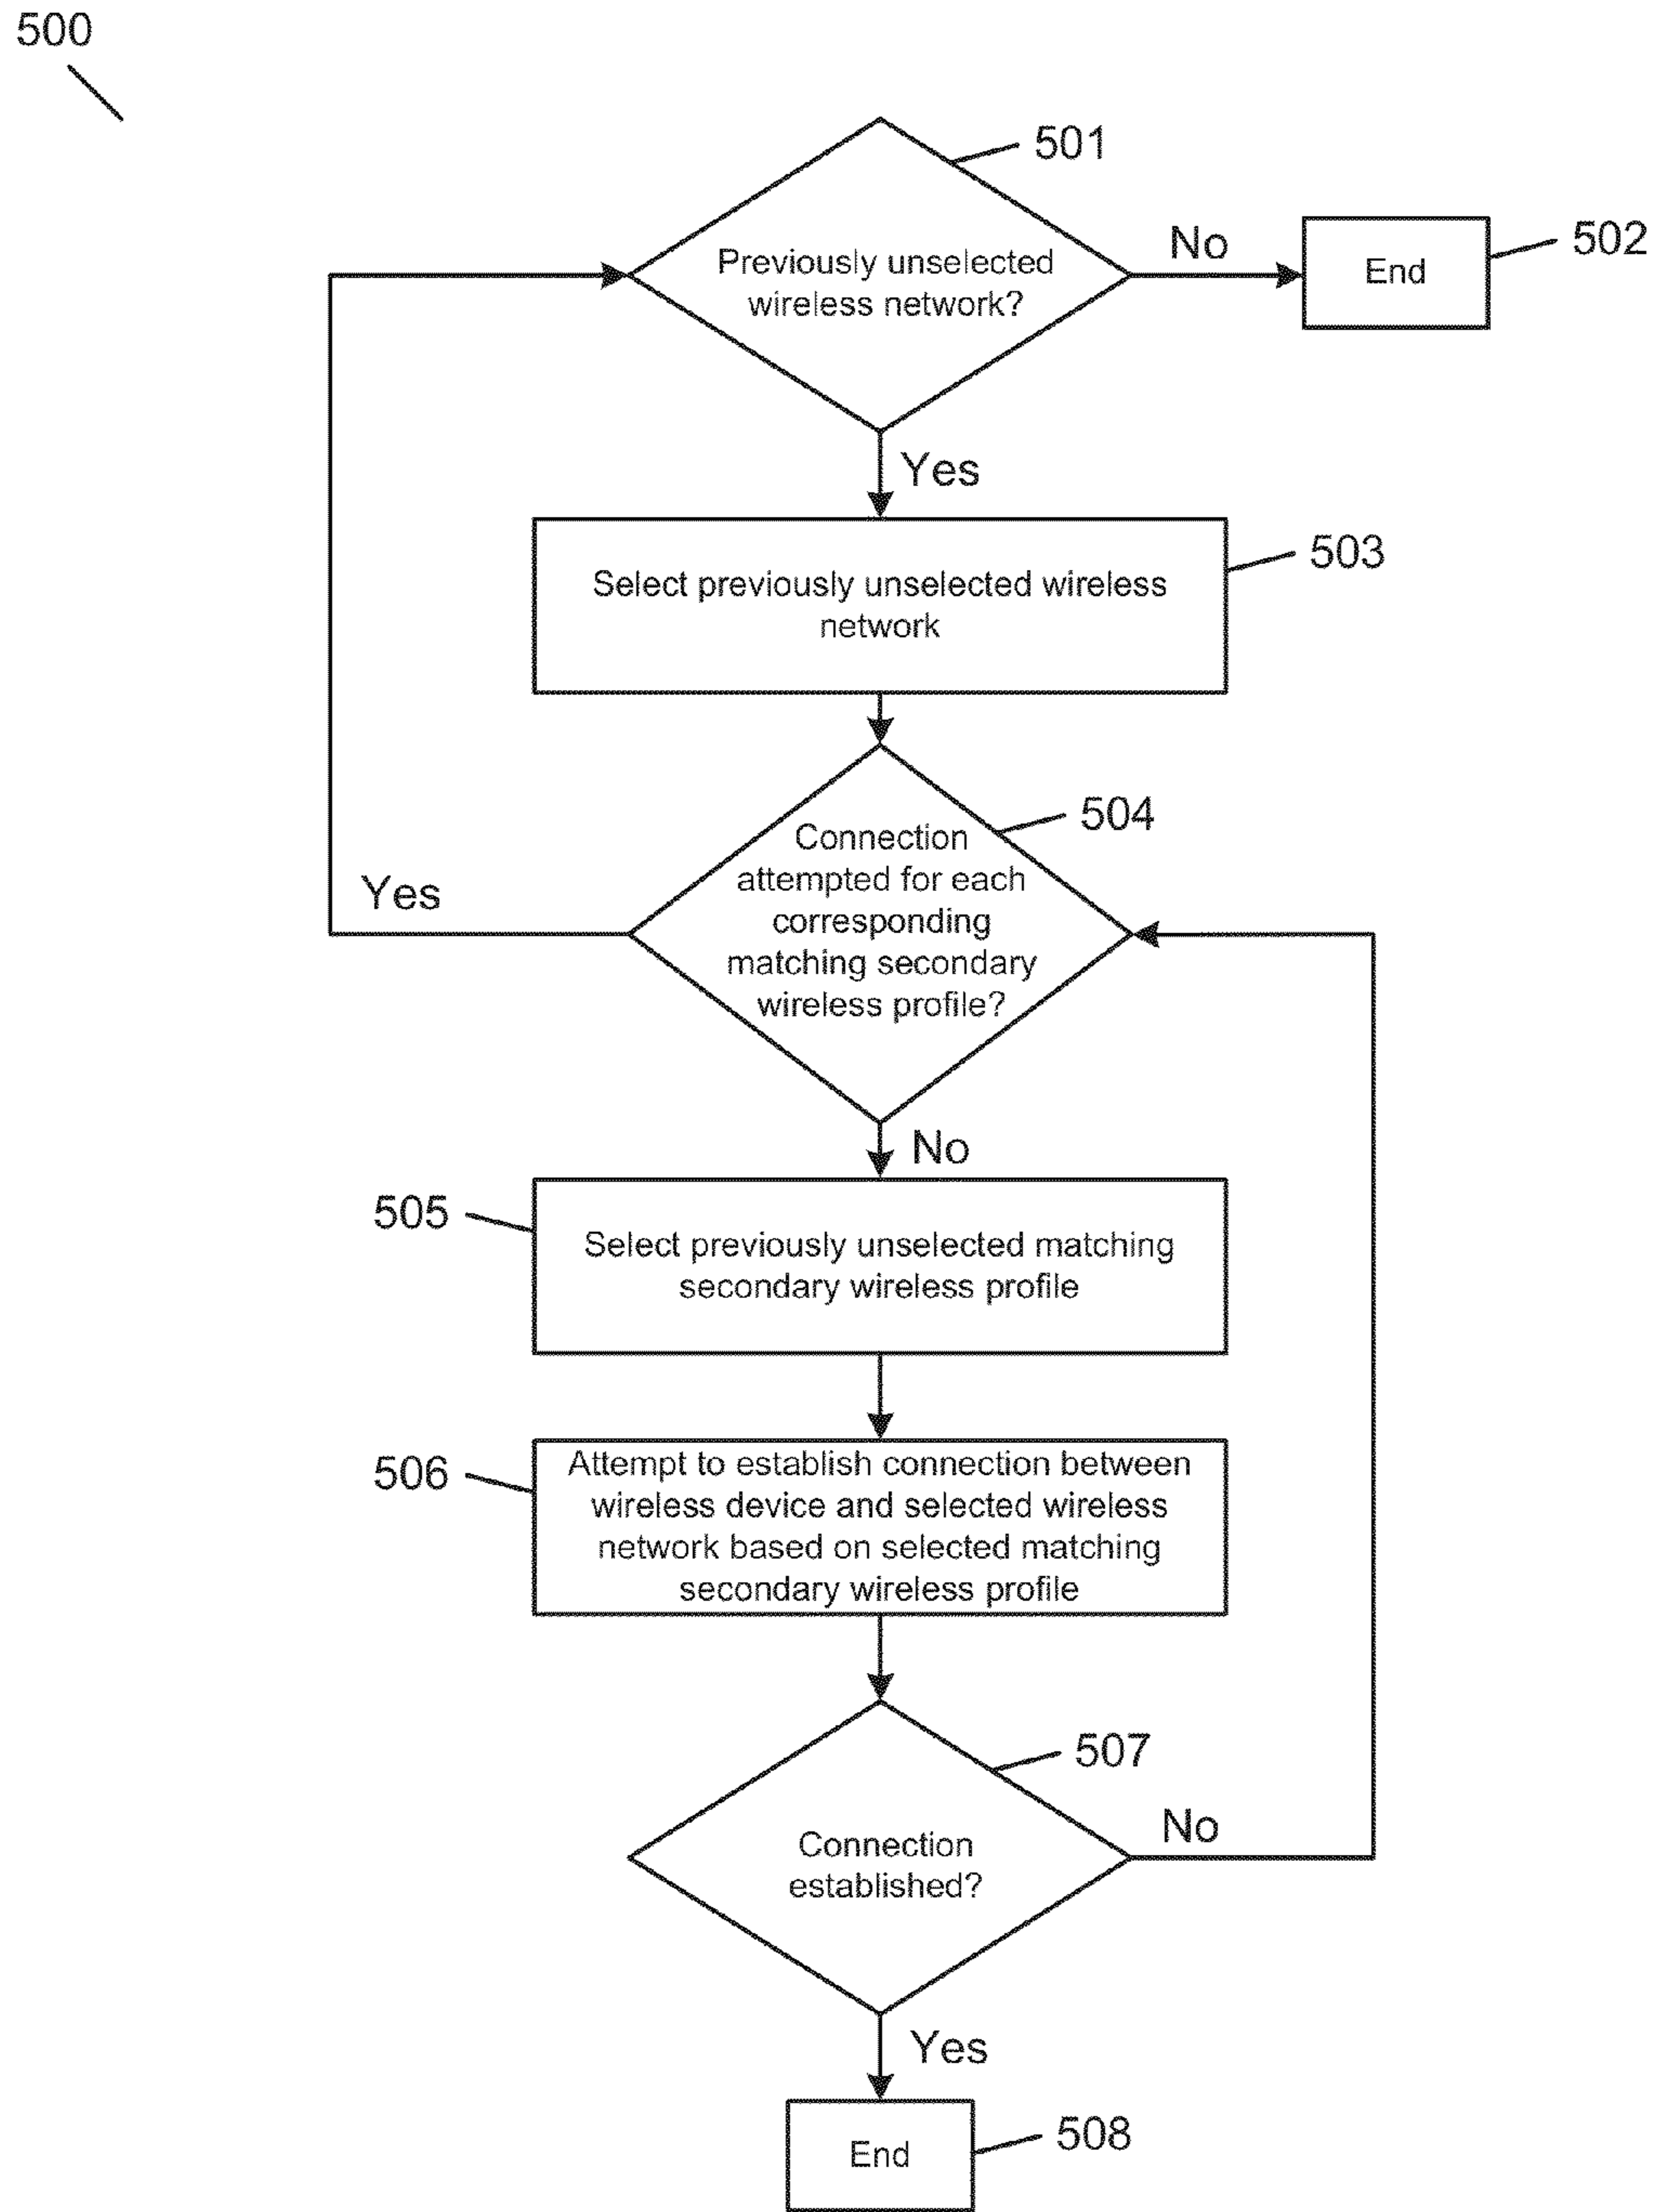 500
501
Previously unselected
wireless network?
No
End
502
Yes
503
Select previously unselected wireless
network
504
Connection
attempted for each
corresponding
matching secondary
wireless profile?
Yes
No
505
Select previously unselected matching
secondary wireless profile
506
Attempt to establish connection between
wireless device and selected wireless
network based on selected matching
secondary wireless profile
507
Connection
established?
No
Yes
End
508